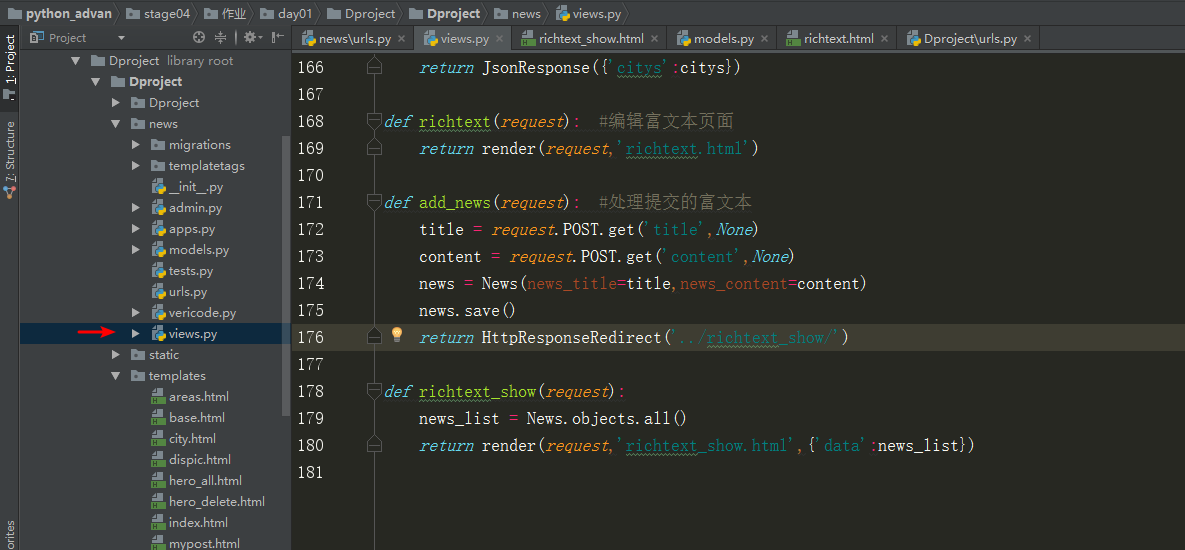 python_advan stage04 作业 day01 Dproject Dproject news views.py
1: Project
7: Structure
Project
news\urls.py views.py richtext_show.html models.py richtext.html Dproject\urls.py
Dproject library root
Dproject
Dproject
news
migrations
templatetags
__init__.py
admin.py
apps.py
models.py
tests.py
urls.py
vericode.py
views.py
static
templates
areas.html
base.html
city.html
dispic.html
hero_all.html
hero_delete.html
index.html
mypost.html
166 return JsonResponse({'citys':citys})
167
168 def richtext(request): #编辑富文本页面
169 return render(request,'richtext.html')
170
171 def add_news(request): #处理提交的富文本
172 title = request.POST.get('title',None)
173 content = request.POST.get('content',None)
174 news = News(news_title=title,news_content=content)
175 news.save()
176 return HttpResponseRedirect('../richtext_show/')
177
178 def richtext_show(request):
179 news_list = News.objects.all()
180 return render(request,'richtext_show.html',{'data':news_list})
181